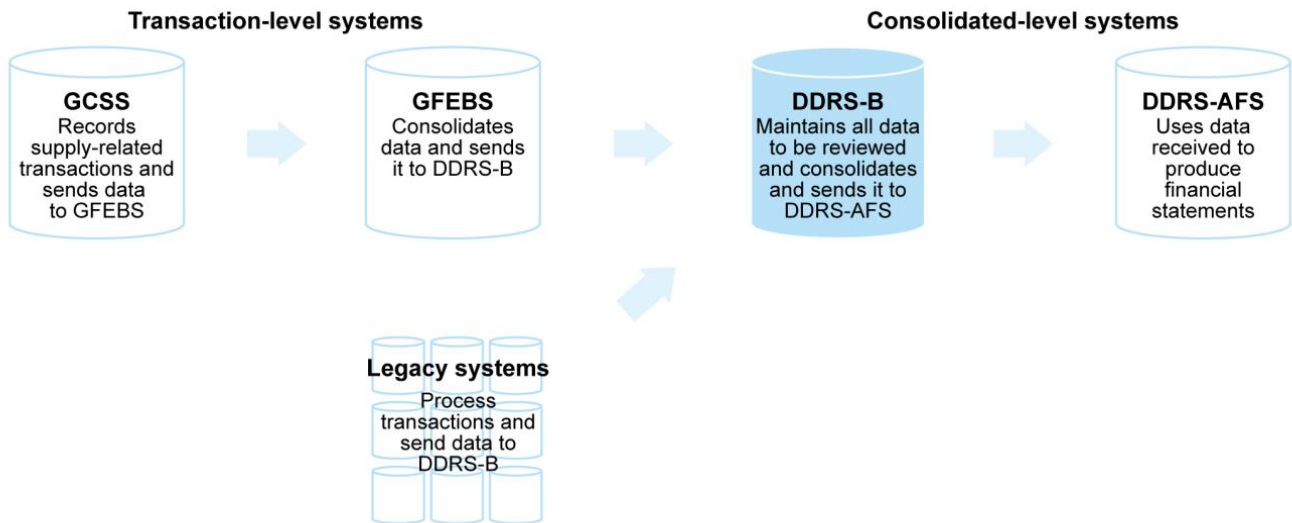 Transaction-level systems
Consolidated-level systems
GCSS
Records
supply-related
transactions and
sends data
to GFEBS
GFEBS
Consolidates
data and sends
it to DDRS-B
DDRS-B
Maintains all data
to be reviewed
and consolidates
and sends it to
DDRS-AFS
DDRS-AFS
Uses data
received to
produce
financial
statements
Legacy systems
Process
transactions and
send data to
DDRS-B